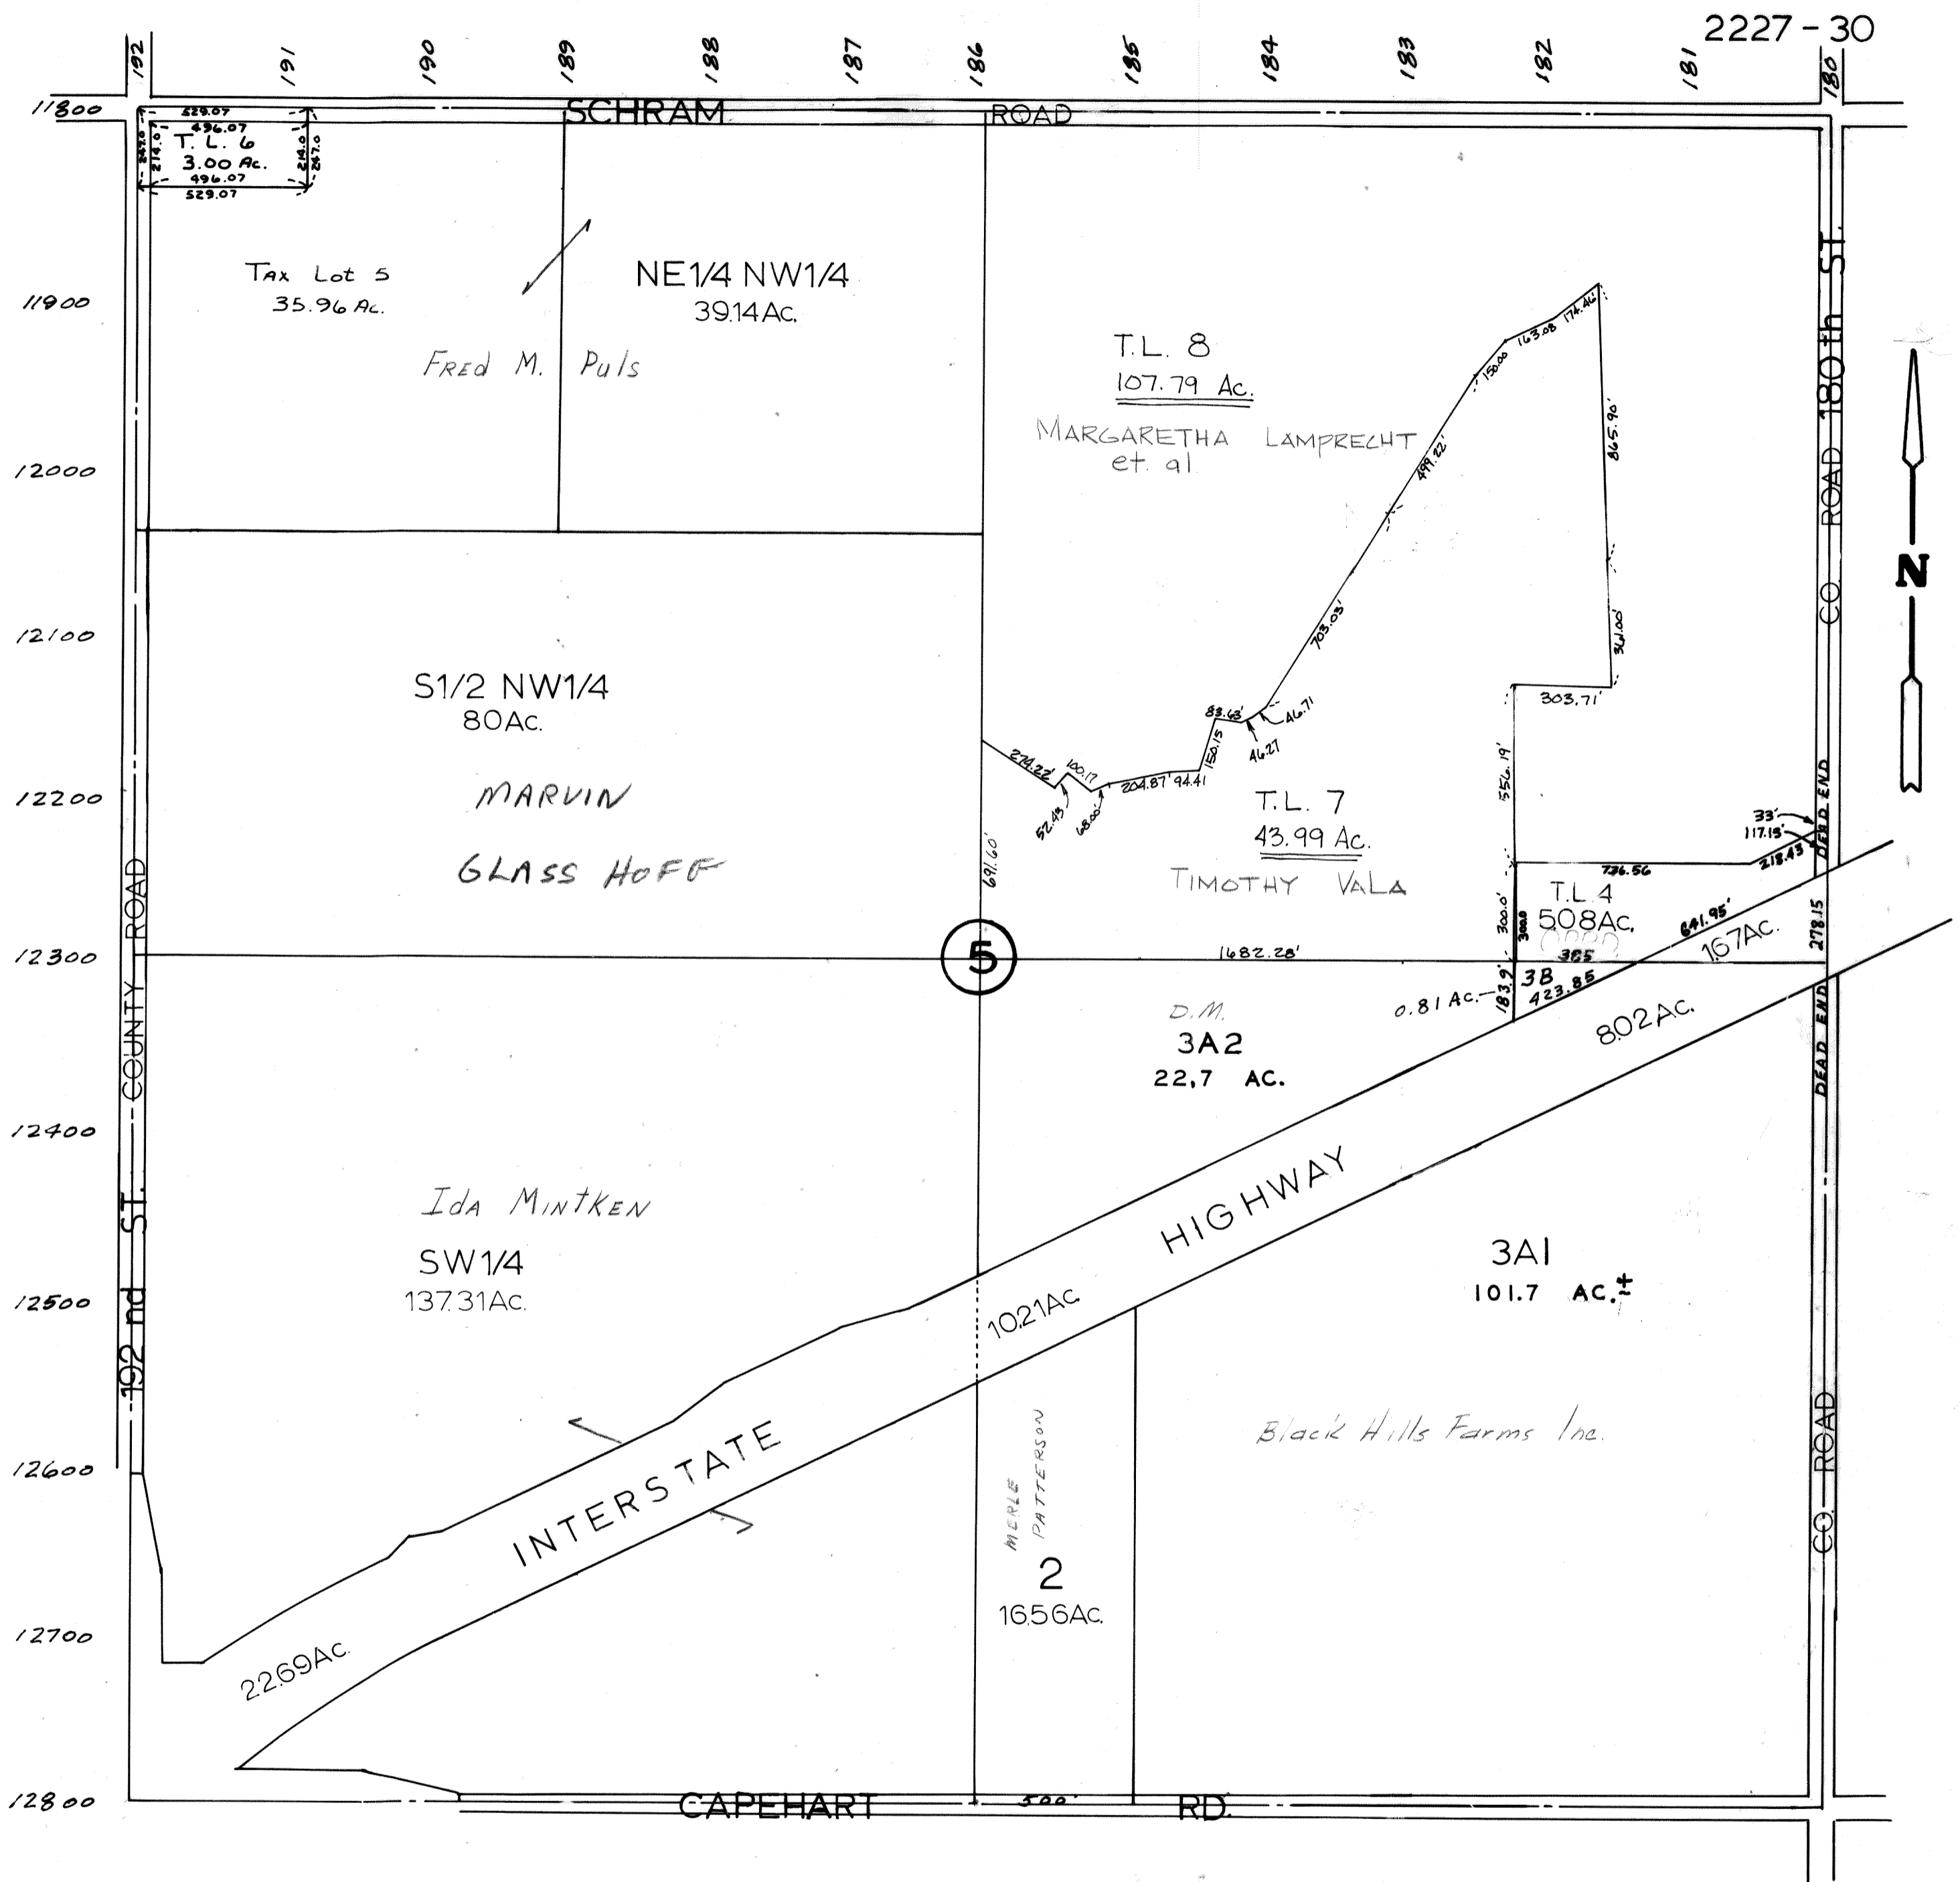 2227-30
192
191
190
189
188
187
186
185
184
183
182
181
180
11800
SCHRAM ROAD
529.07
496.07
T. L. 6
3.00 Ac.
496.07
529.07
247.0
214.0
214.0
247.0
Tax Lot 5
35.96 Ac.
NE1/4 NW1/4
39.14 Ac.
Fred M. Puls
11900
12000
12100
12200
12300
12400
12500
12600
12700
12800
T.L. 8
107.79 Ac.
MARGARETHA LAMPRECHT
et. al
174.46'
163.08
150.00
499.22'
703.03'
865.90'
361.00'
303.71'
556.19'
46.71
46.27
83.63'
150.15
94.41
204.87'
68.00'
100.17
52.43
274.22'
691.60'
CO. ROAD 180th ST.
N
S1/2 NW1/4
80 Ac.
MARVIN
GLASS HOFF
T.L. 7
43.99 Ac.
TIMOTHY VALA
33'
117.15'
218.43
DEAD END
736.56
T.L. 4
5.08 Ac.
300.0'
300.0
641.95'
1.67 Ac.
278.15
385
5
1682.28'
3B
423.85
183.9'
0.81 Ac.
DEAD END
8.02 Ac.
D.M.
3A2
22.7 AC.
COUNTY ROAD
192 nd ST.
Ida Mintken
SW1/4
137.31 Ac.
INTERSTATE HIGHWAY
10.21 Ac.
22.69 Ac.
3A1
101.7 AC.±
Black Hills Farms Inc.
MERLE
PATTERSON
2
16.56 Ac.
CO. ROAD
CAPEHART RD.
500'